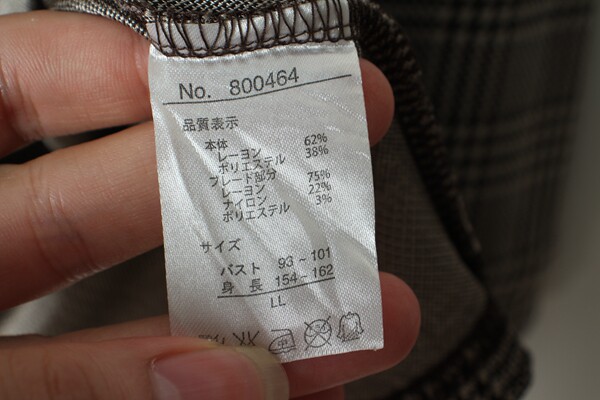 No. 800464
品質表示
本体
レーヨン 62%
ポリエステル 38%
ブレード部分
レーヨン 75%
ナイロン 22%
ポリエステル 3%
サイズ
バスト 93 ~ 101
身長 154 ~ 162
LL